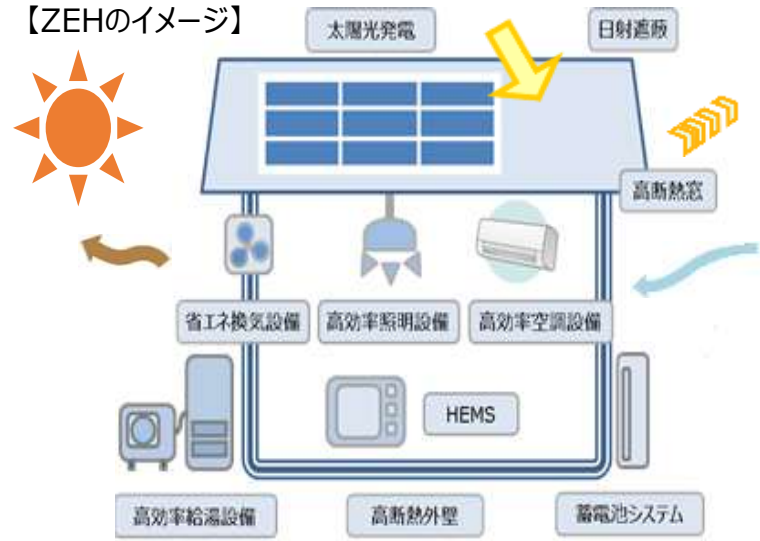 【ZEHのイメージ】
太陽光発電
日射遮蔽
高断熱窓
省エネ換気設備
高効率照明設備
高効率空調設備
HEMS
高効率給湯設備
高断熱外壁
蓄電池システム